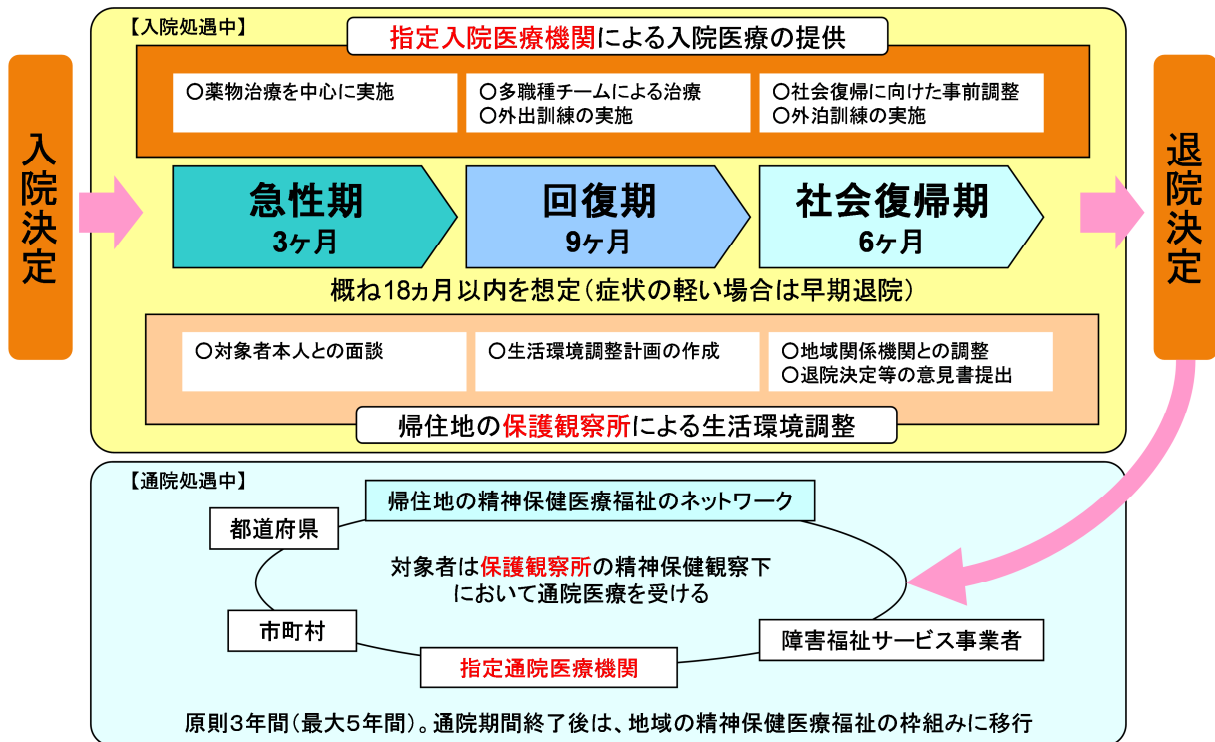 【入院処遇中】
指定入院医療機関による入院医療の提供
○薬物治療を中心に実施
○多職種チームによる治療
○外出訓練の実施
○社会復帰に向けた事前調整
○外泊訓練の実施
入院決定
急性期
3ヶ月
回復期
9ヶ月
社会復帰期
6ヶ月
退院決定
概ね18ヵ月以内を想定(症状の軽い場合は早期退院)
○対象者本人との面談
○生活環境調整計画の作成
○地域関係機関との調整
○退院決定等の意見書提出
帰住地の保護観察所による生活環境調整
【通院処遇中】
帰住地の精神保健医療福祉のネットワーク
都道府県
対象者は保護観察所の精神保健観察下
において通院医療を受ける
市町村
障害福祉サービス事業者
指定通院医療機関
原則3年間(最大5年間)。通院期間終了後は、地域の精神保健医療福祉の枠組みに移行